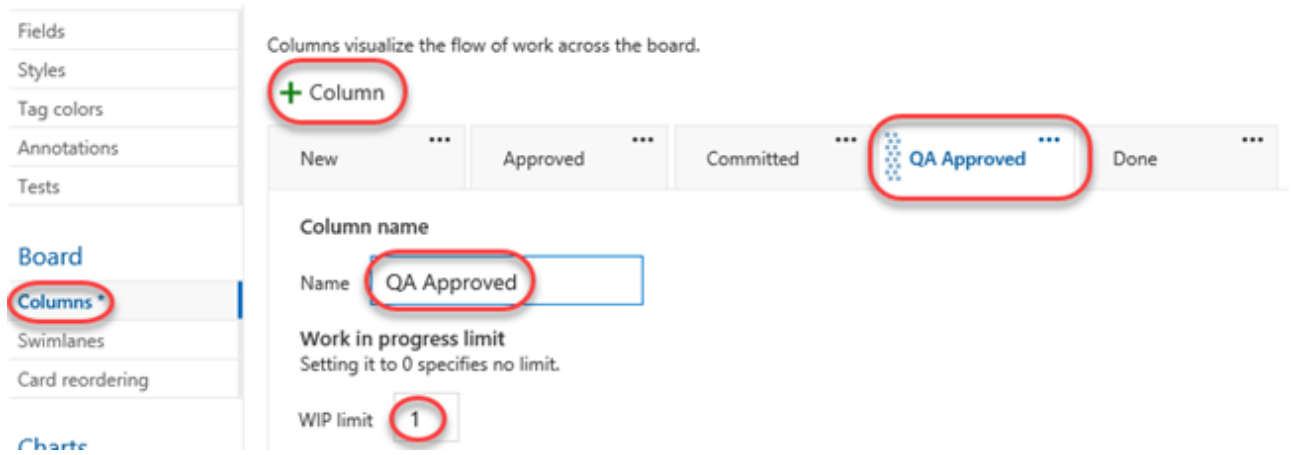 Fields
Styles
Tag colors
Annotations
Tests
Board
Columns *
Swimlanes
Card reordering
Charts
Columns visualize the flow of work across the board.
+ Column
New ... Approved ... Committed ... QA Approved ... Done ...
Column name
Name QA Approved
Work in progress limit
Setting it to 0 specifies no limit.
WIP limit 1